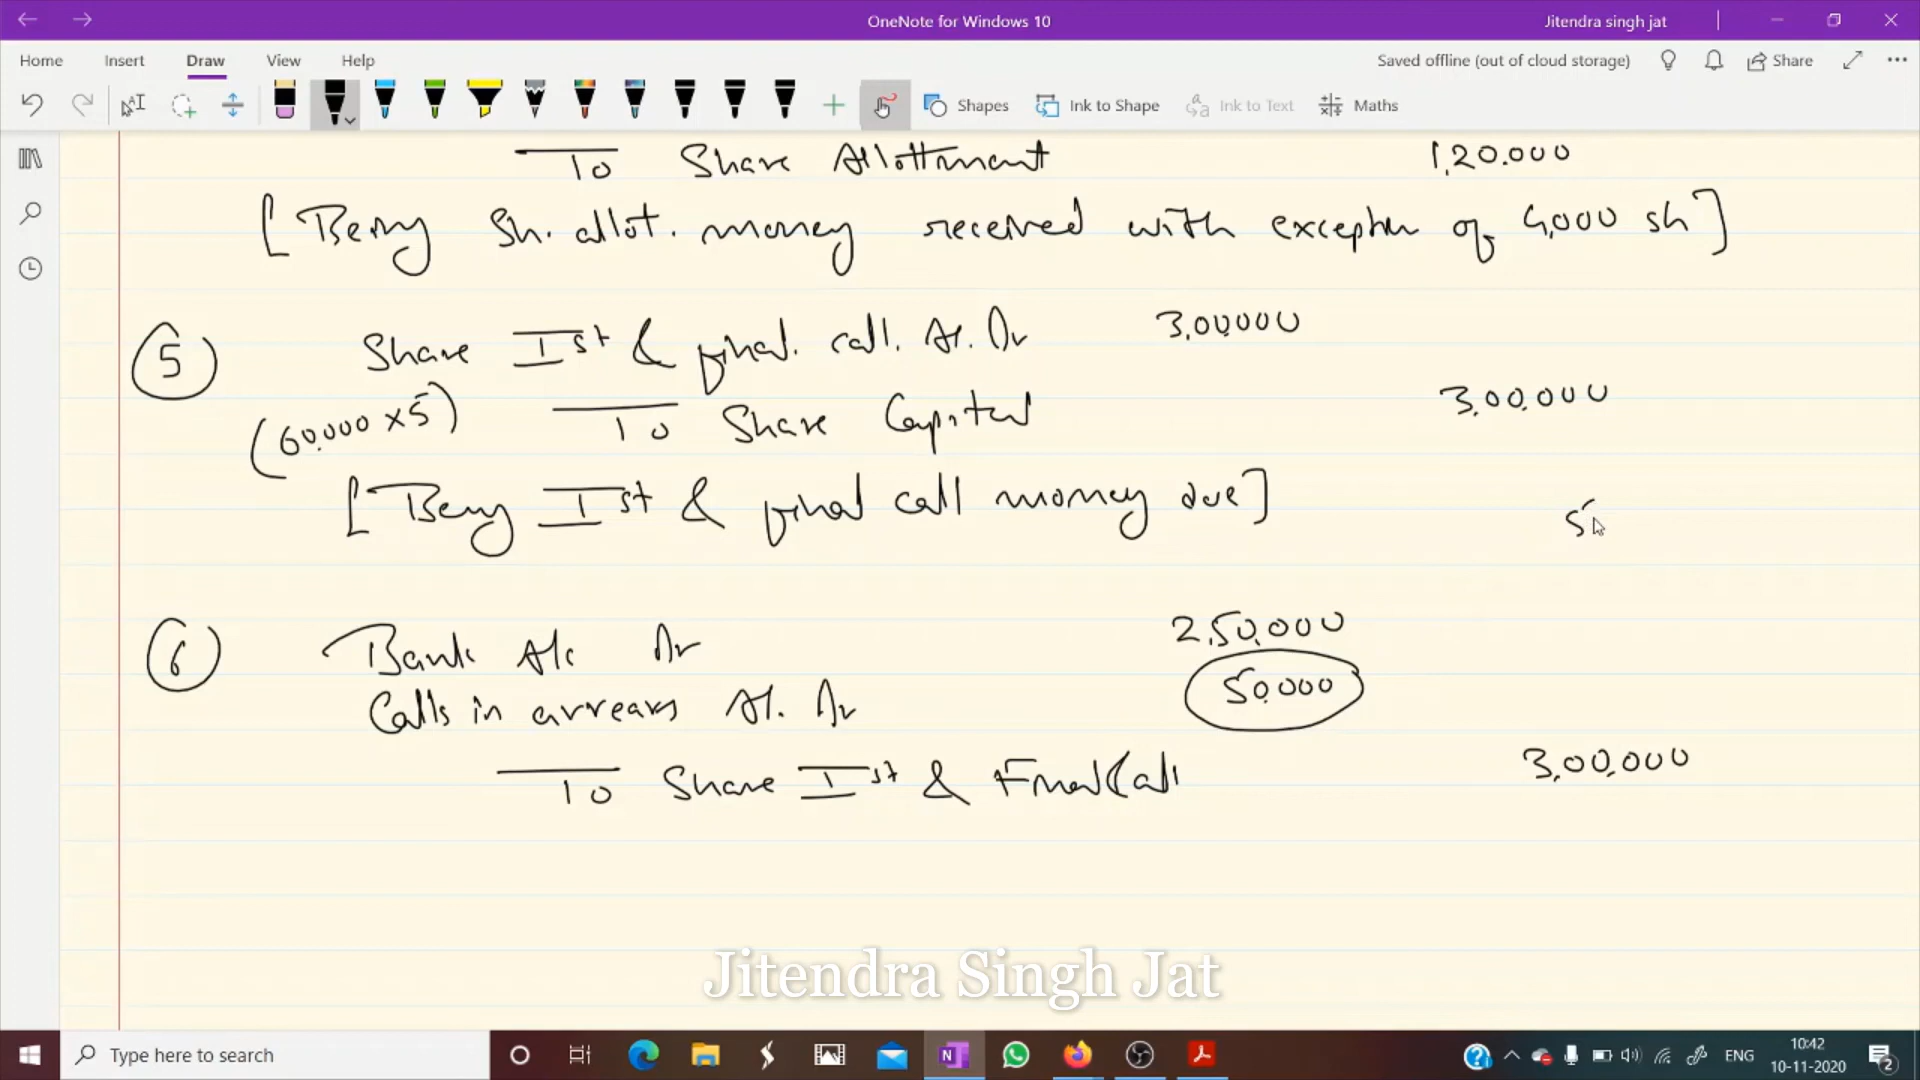 OneNote for Windows 10
Jitendra singh jat
Home Insert Draw View Help
Saved offline (out of cloud storage) Share
Shapes Ink to Shape Ink to Text Maths
To Share Allottment 1,20.000
[Being Sh. allot. money received with exception of 4,000 sh]
5 Share Ist & final. call. A/. Dr 3,00,000
(60.000 x 5) To Share Capital 3,00,000
[Being Ist & final call money due]
5
6 Bank A/c Dr 2,50,000
Calls in arrears A/. Dr 50,000
To Share Ist & Final Call 3,00,000
Jitendra Singh Jat
Type here to search
ENG
10:42
10-11-2020
2